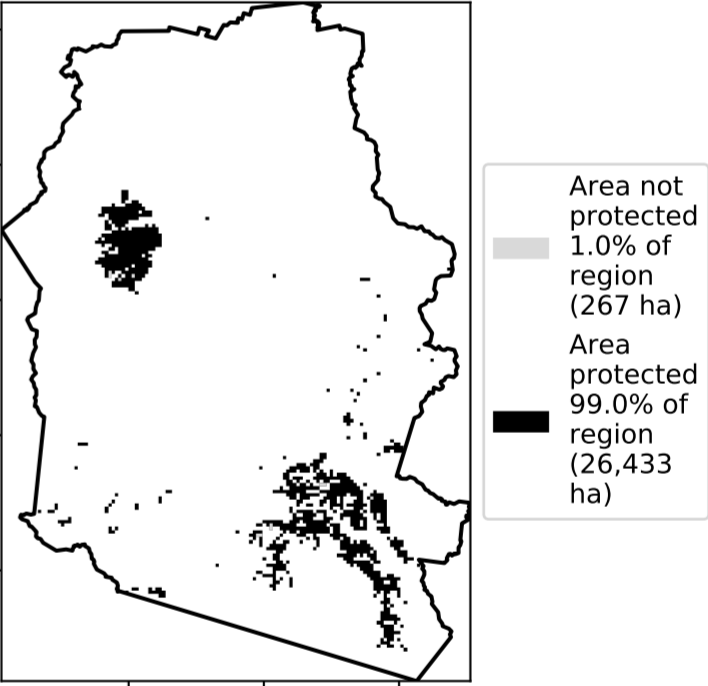 Area not
protected
1.0% of
region
(267 ha)
Area
protected
99.0% of
region
(26,433
ha)